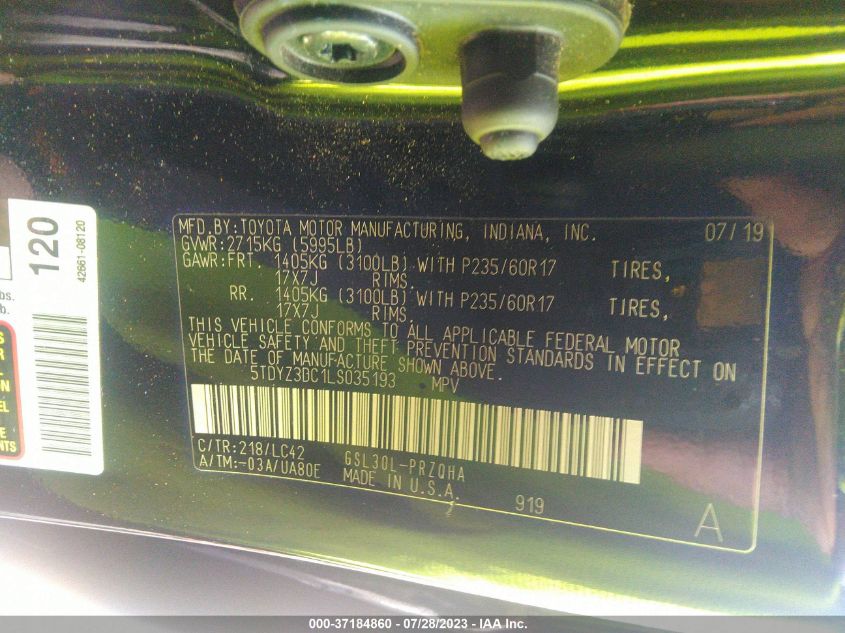 MFD.BY:TOYOTA MOTOR MANUFACTURING, INDIANA, INC. 07/19
GVWR:2715KG (5995LB)
GAWR:FRT. 1405KG (3100LB) WITH P235/60R17 TIRES,
17X7J RIMS.
RR. 1405KG (3100LB) WITH P235/60R17 TIRES,
17X7J RIMS.
THIS VEHICLE CONFORMS TO ALL APPLICABLE FEDERAL MOTOR
VEHICLE SAFETY AND THEFT PREVENTION STANDARDS IN EFFECT ON
THE DATE OF MANUFACTURE SHOWN ABOVE.
5TDYZ3DC1LS035193 MPV
C/TR:218/LC42 GSL30L-PRZQHA
A/TM:-03A/UA80E MADE IN U.S.A.
919
A
120
42661-08120
bs.
b.
S
R
EL
NTS
000-37184860 - 07/28/2023 - IAA Inc.